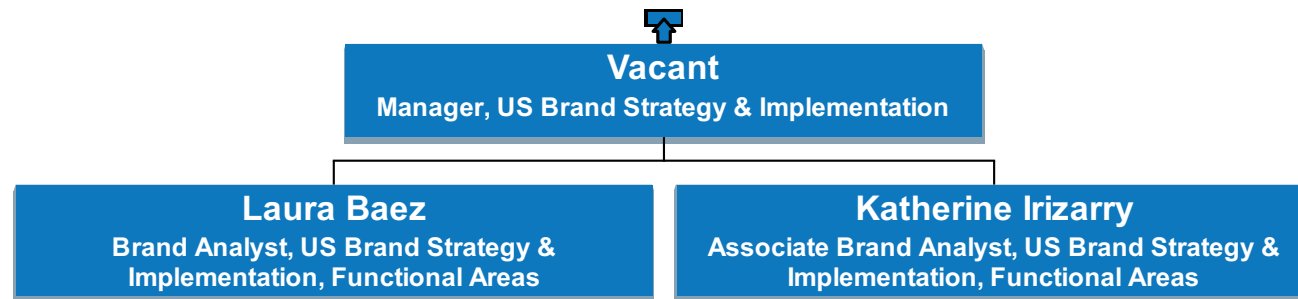 Vacant
Manager, US Brand Strategy & Implementation
Laura Baez
Brand Analyst, US Brand Strategy &
Implementation, Functional Areas
Katherine Irizarry
Associate Brand Analyst, US Brand Strategy &
Implementation, Functional Areas